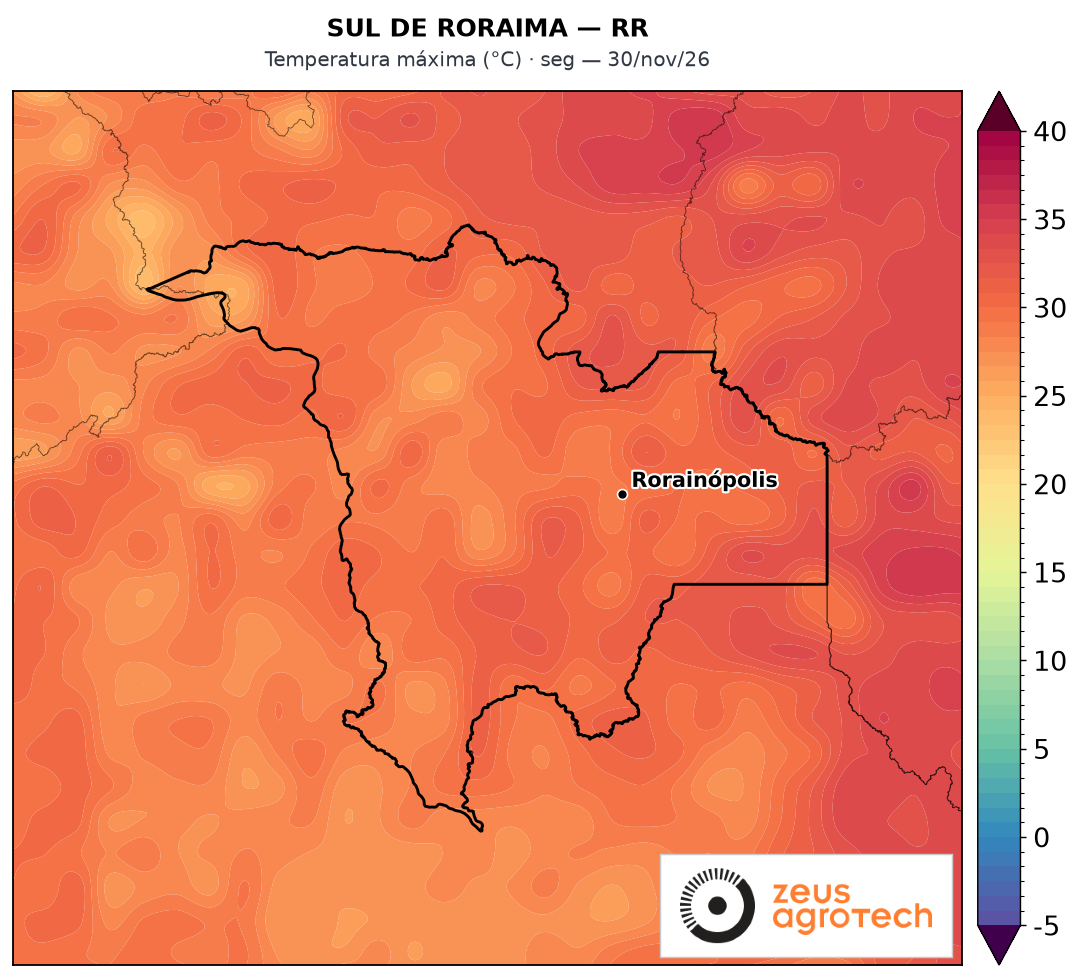 SUL DE RORAIMA — RR
Temperatura máxima (°C) · seg — 30/nov/26
40
35
30
25
20
15
10
5
0
-5
Rorainópolis
zeus
agrotech